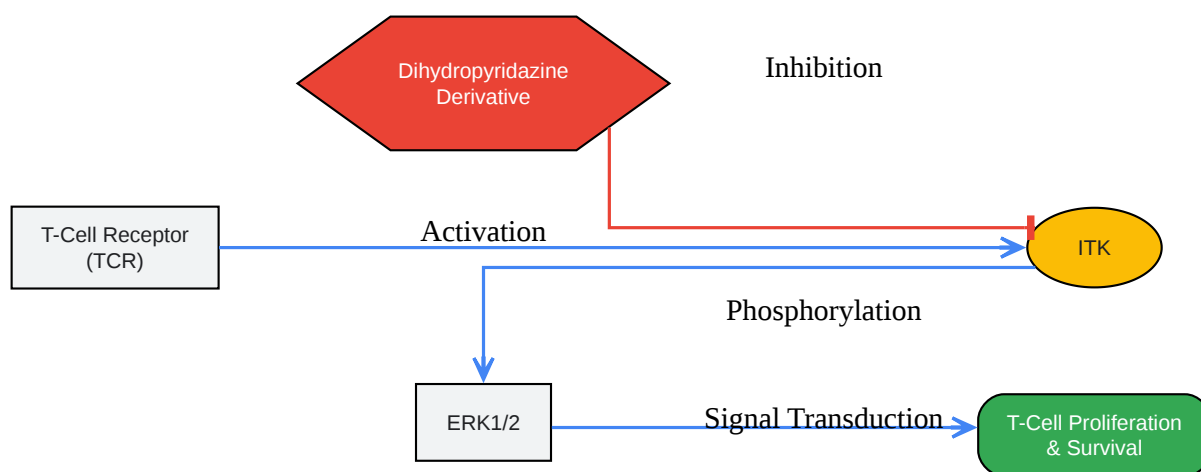 Dihydropyridazine
Derivative
Inhibition
T-Cell Receptor
(TCR)
Activation
ITK
Phosphorylation
ERK1/2
Signal Transduction
T-Cell Proliferation
& Survival